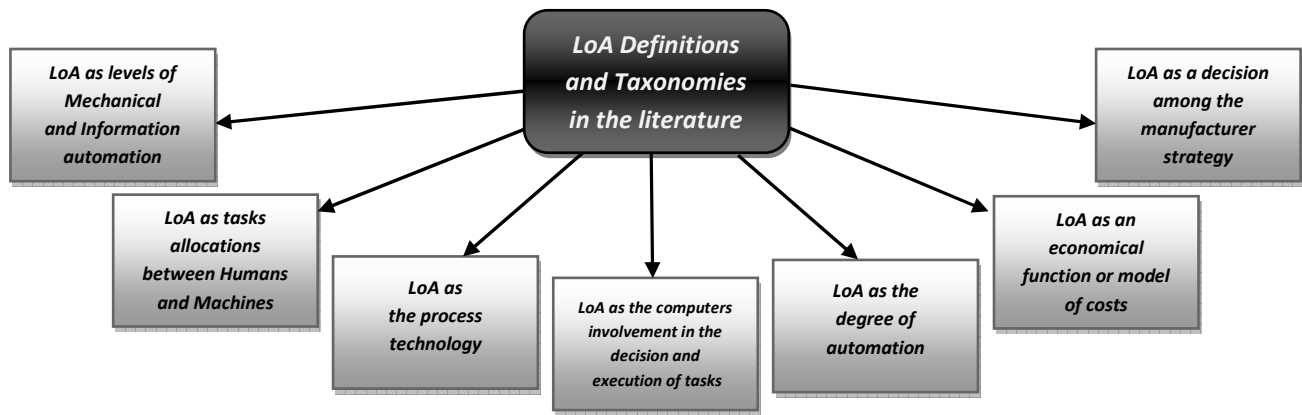 LoA Definitions
and Taxonomies
in the literature
LoA as levels of
Mechanical
and Information
automation
LoA as tasks
allocations
between Humans
and Machines
LoA as
the process
technology
LoA as the computers
involvement in the
decision and
execution of tasks
LoA as the
degree of
automation
LoA as an
economical
function or model
of costs
LoA as a decision
among the
manufacturer
strategy